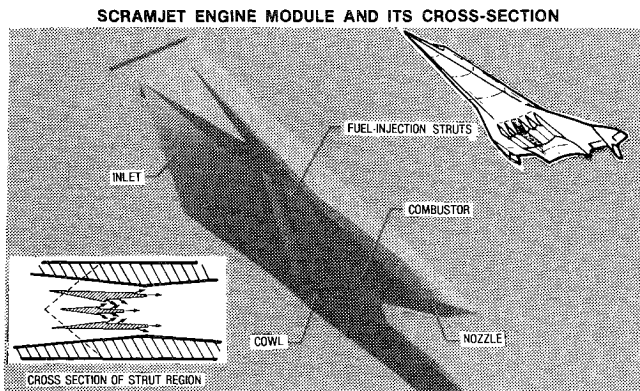 SCRAMJET ENGINE MODULE AND ITS CROSS-SECTION
FUEL-INJECTION STRUTS
INLET
COMBUSTOR
COWL
NOZZLE
CROSS SECTION OF STRUT REGION